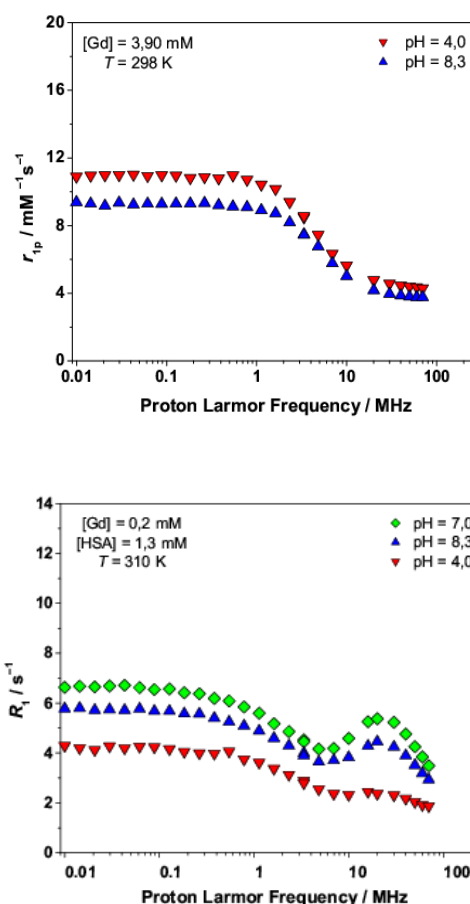 20
[Gd] = 3,90 mM
T = 298 K
pH = 4,0
pH = 8,3
16
12
8
4
0
r1p / mM −1s−1
0.01 0.1 1 10 100
Proton Larmor Frequency / MHz
14
[Gd] = 0,2 mM
[HSA] = 1,3 mM
T = 310 K
pH = 7,0
pH = 8,3
pH = 4,0
12
10
8
6
4
2
0
R1 / s−1
0.01 0.1 1 10 100
Proton Larmor Frequency / MHz